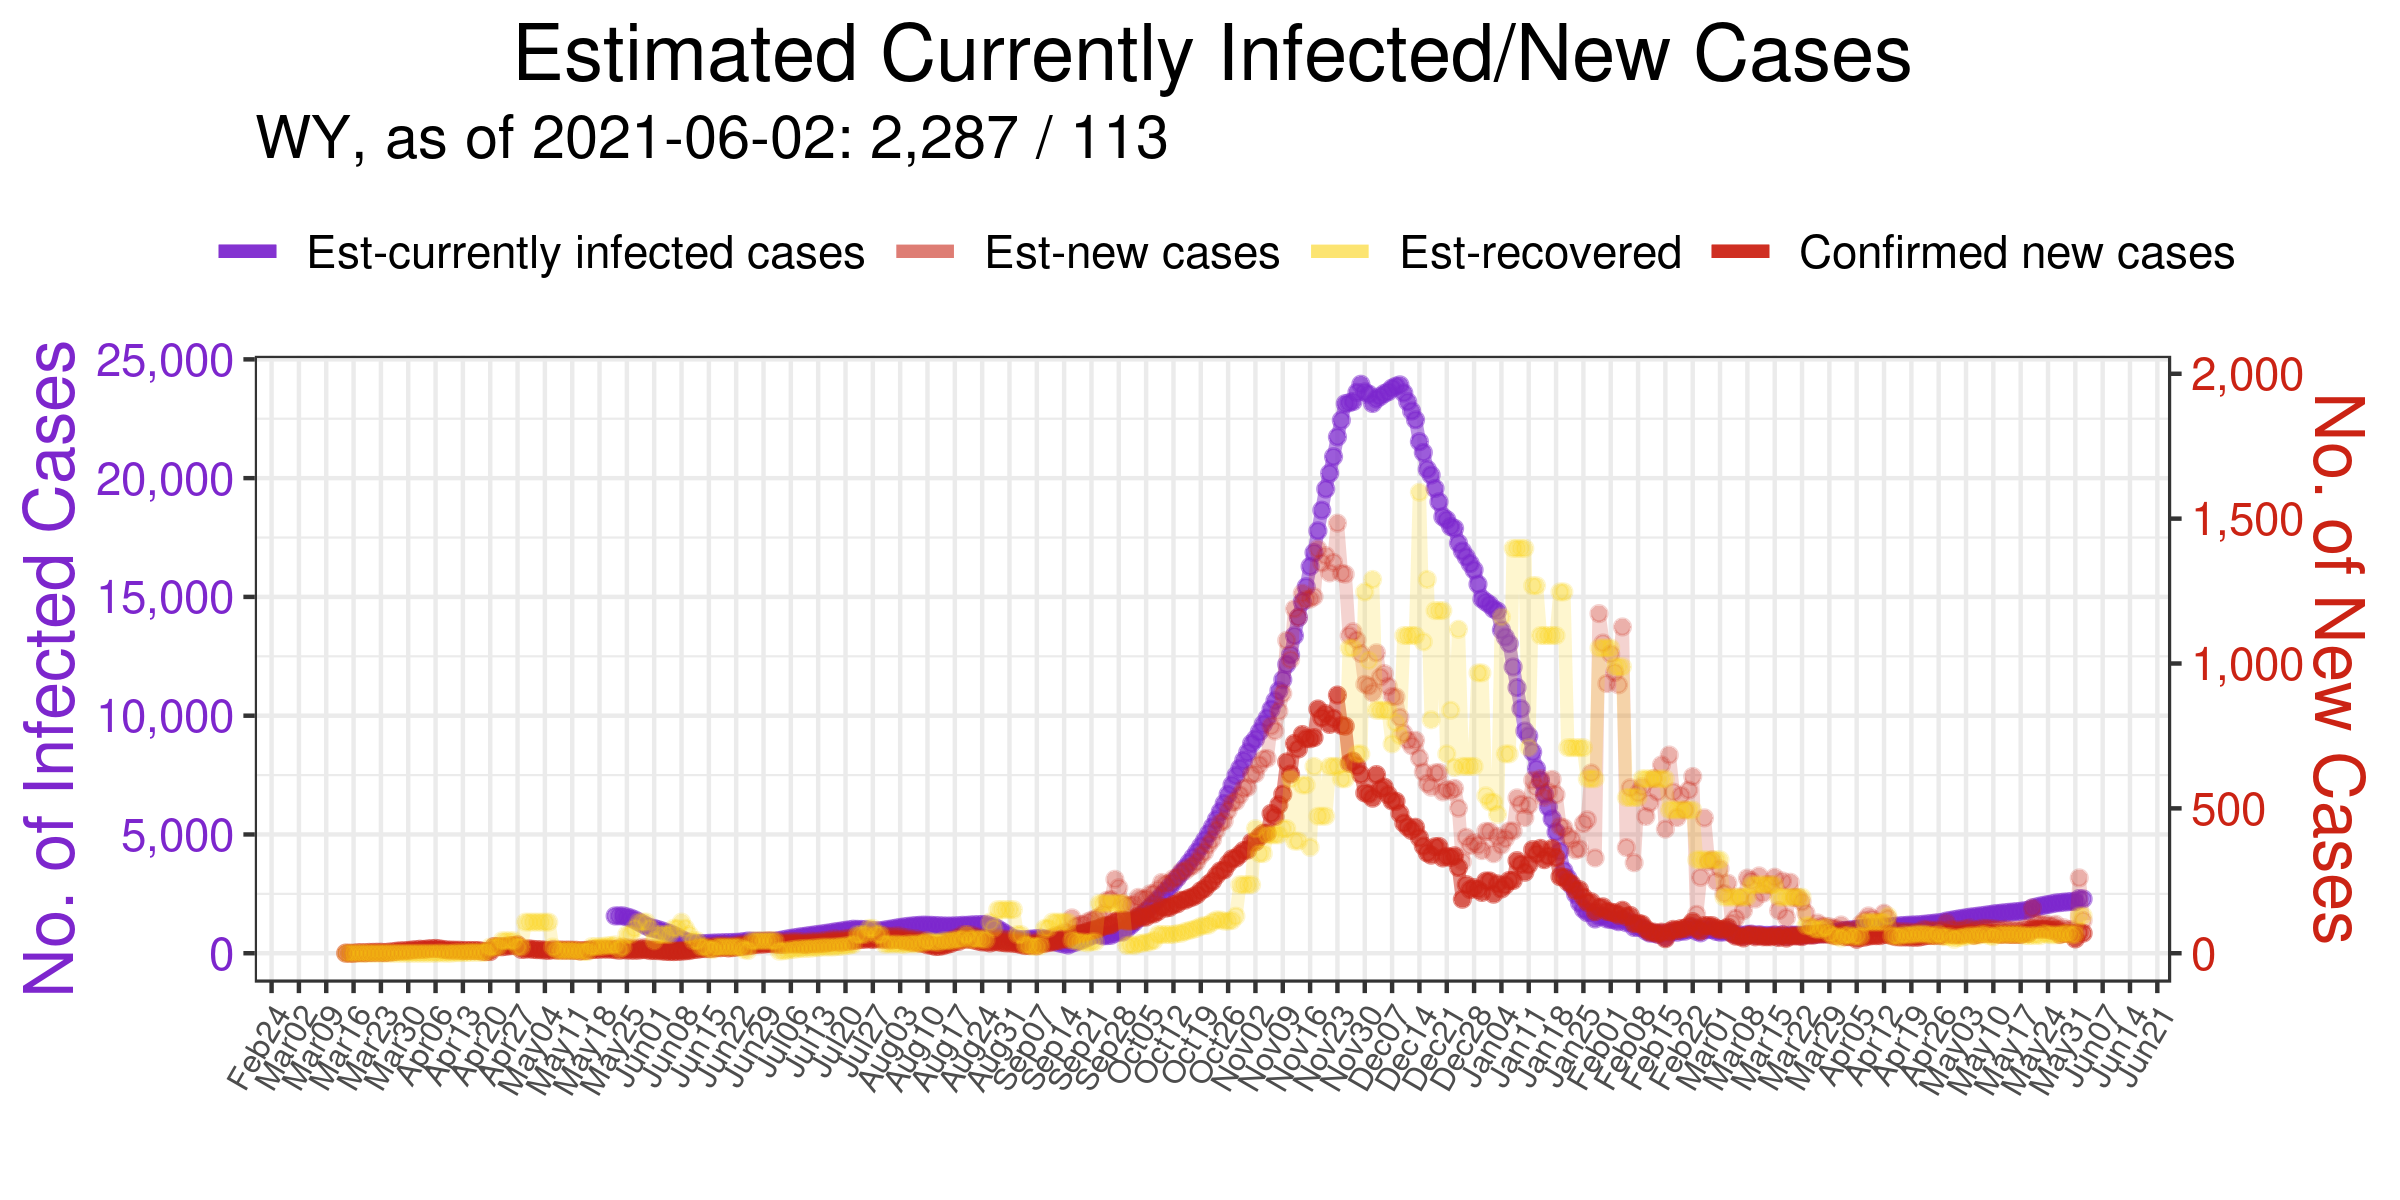 Estimated Currently Infected/New Cases
WY, as of 2021-06-02: 2,287 / 113
Est-currently infected cases Est-new cases Est-recovered Confirmed new cases
No. of Infected Cases
25,000
20,000
15,000
10,000
5,000
0
2,000
1,500
1,000
500
0
No. of New Cases
Feb24 Mar02 Mar09 Mar16 Mar23 Mar30 Apr06 Apr13 Apr20 Apr27 May04 May11 May18 May25 Jun01 Jun08 Jun15 Jun22 Jun29 Jul06 Jul13 Jul20 Jul27 Aug03 Aug10 Aug17 Aug24 Aug31 Sep07 Sep14 Sep21 Sep28 Oct05 Oct12 Oct19 Oct26 Nov02 Nov09 Nov16 Nov23 Nov30 Dec07 Dec14 Dec21 Dec28 Jan04 Jan11 Jan18 Jan25 Feb01 Feb08 Feb15 Feb22 Mar01 Mar08 Mar15 Mar22 Mar29 Apr05 Apr12 Apr19 Apr26 May03 May10 May17 May24 May31 Jun07 Jun14 Jun21